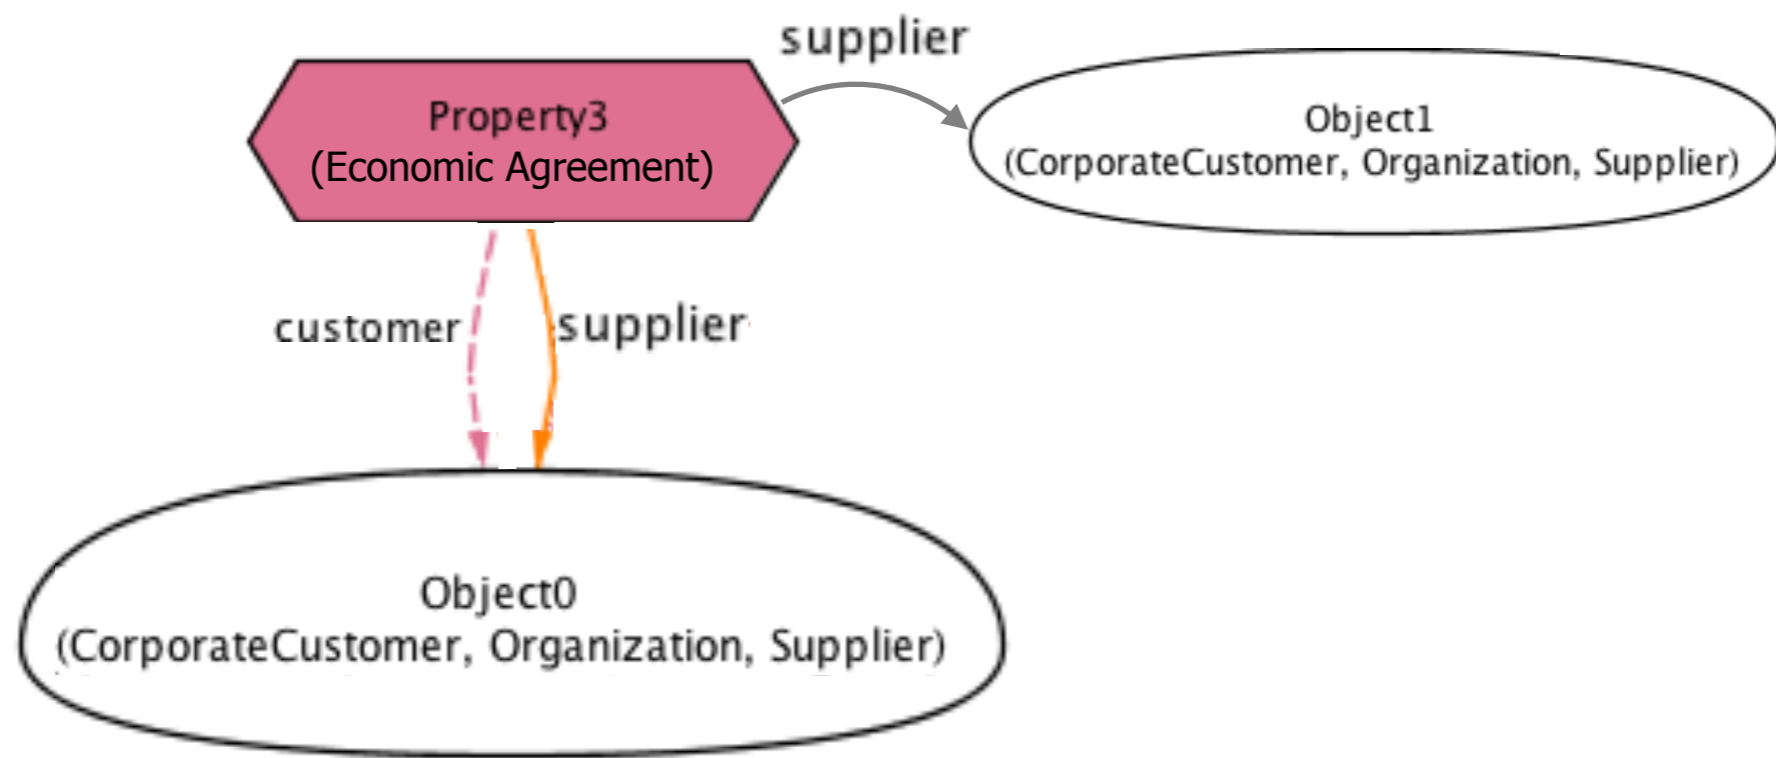 supplier
Property3
(Economic Agreement)
Object1
(CorporateCustomer, Organization, Supplier)
customer
supplier
Object0
(CorporateCustomer, Organization, Supplier)